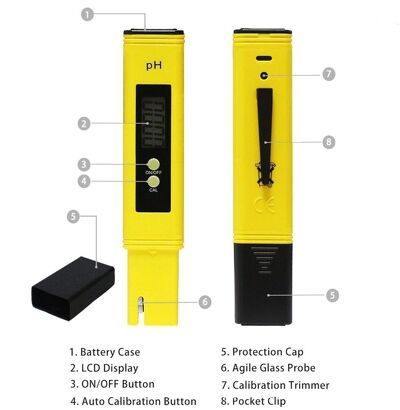 1
pH
7
2
8
3
ON/OFF
4
CAL
CE
5
6
5
1. Battery Case
2. LCD Display
3. ON/OFF Button
4. Auto Calibration Button
5. Protection Cap
6. Agile Glass Probe
7. Calibration Trimmer
8. Pocket Clip